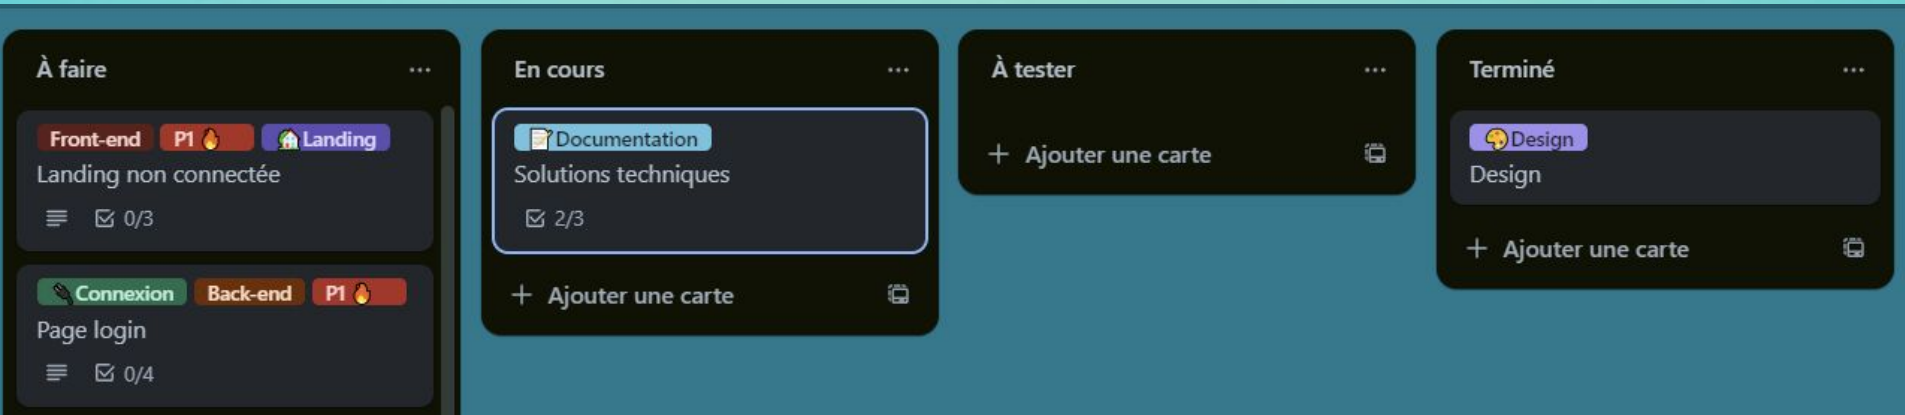 À faire
Front-end P1 🔥 🏠Landing
Landing non connectée
0/3
🔌Connexion Back-end P1 🔥
Page login
0/4
En cours
📝Documentation
Solutions techniques
2/3
+ Ajouter une carte
À tester
+ Ajouter une carte
Terminé
🎨Design
Design
+ Ajouter une carte